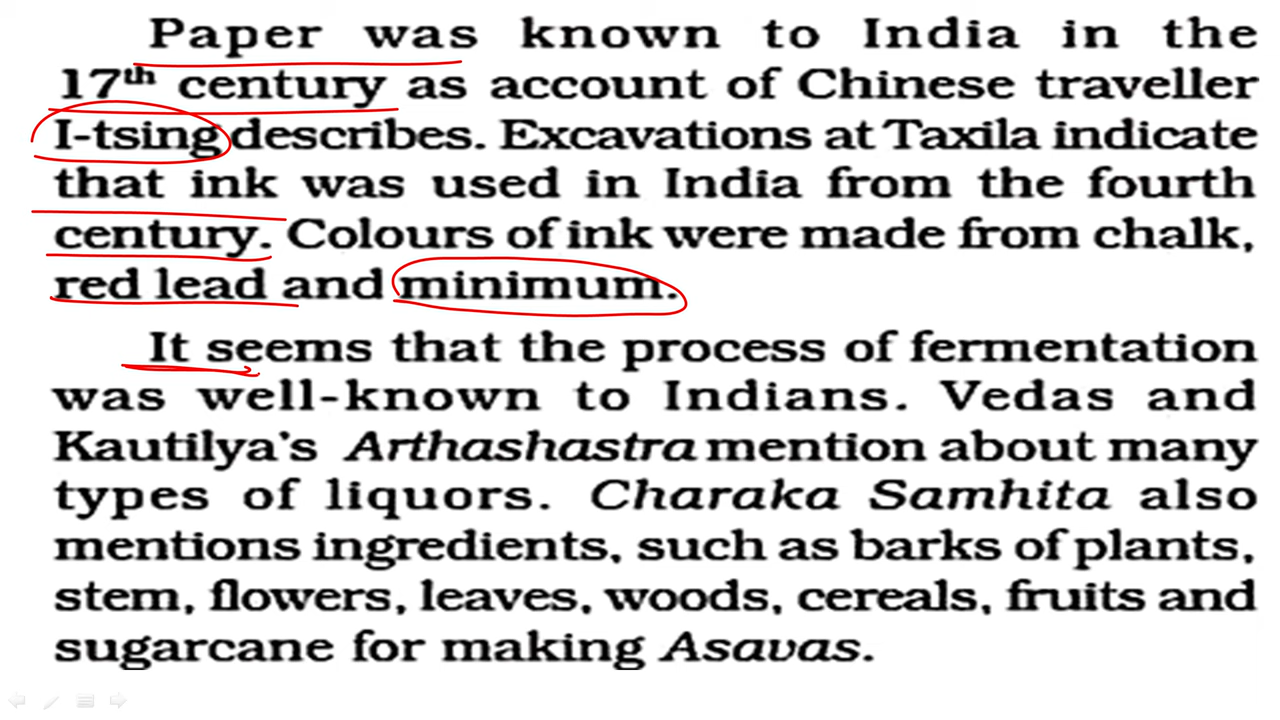 Paper was known to India in the
17th century as account of Chinese traveller
I-tsing describes. Excavations at Taxila indicate
that ink was used in India from the fourth
century. Colours of ink were made from chalk,
red lead and minimum.
It seems that the process of fermentation
was well-known to Indians. Vedas and
Kautilya's Arthashastra mention about many
types of liquors. Charaka Samhita also
mentions ingredients, such as barks of plants,
stem, flowers, leaves, woods, cereals, fruits and
sugarcane for making Asavas.